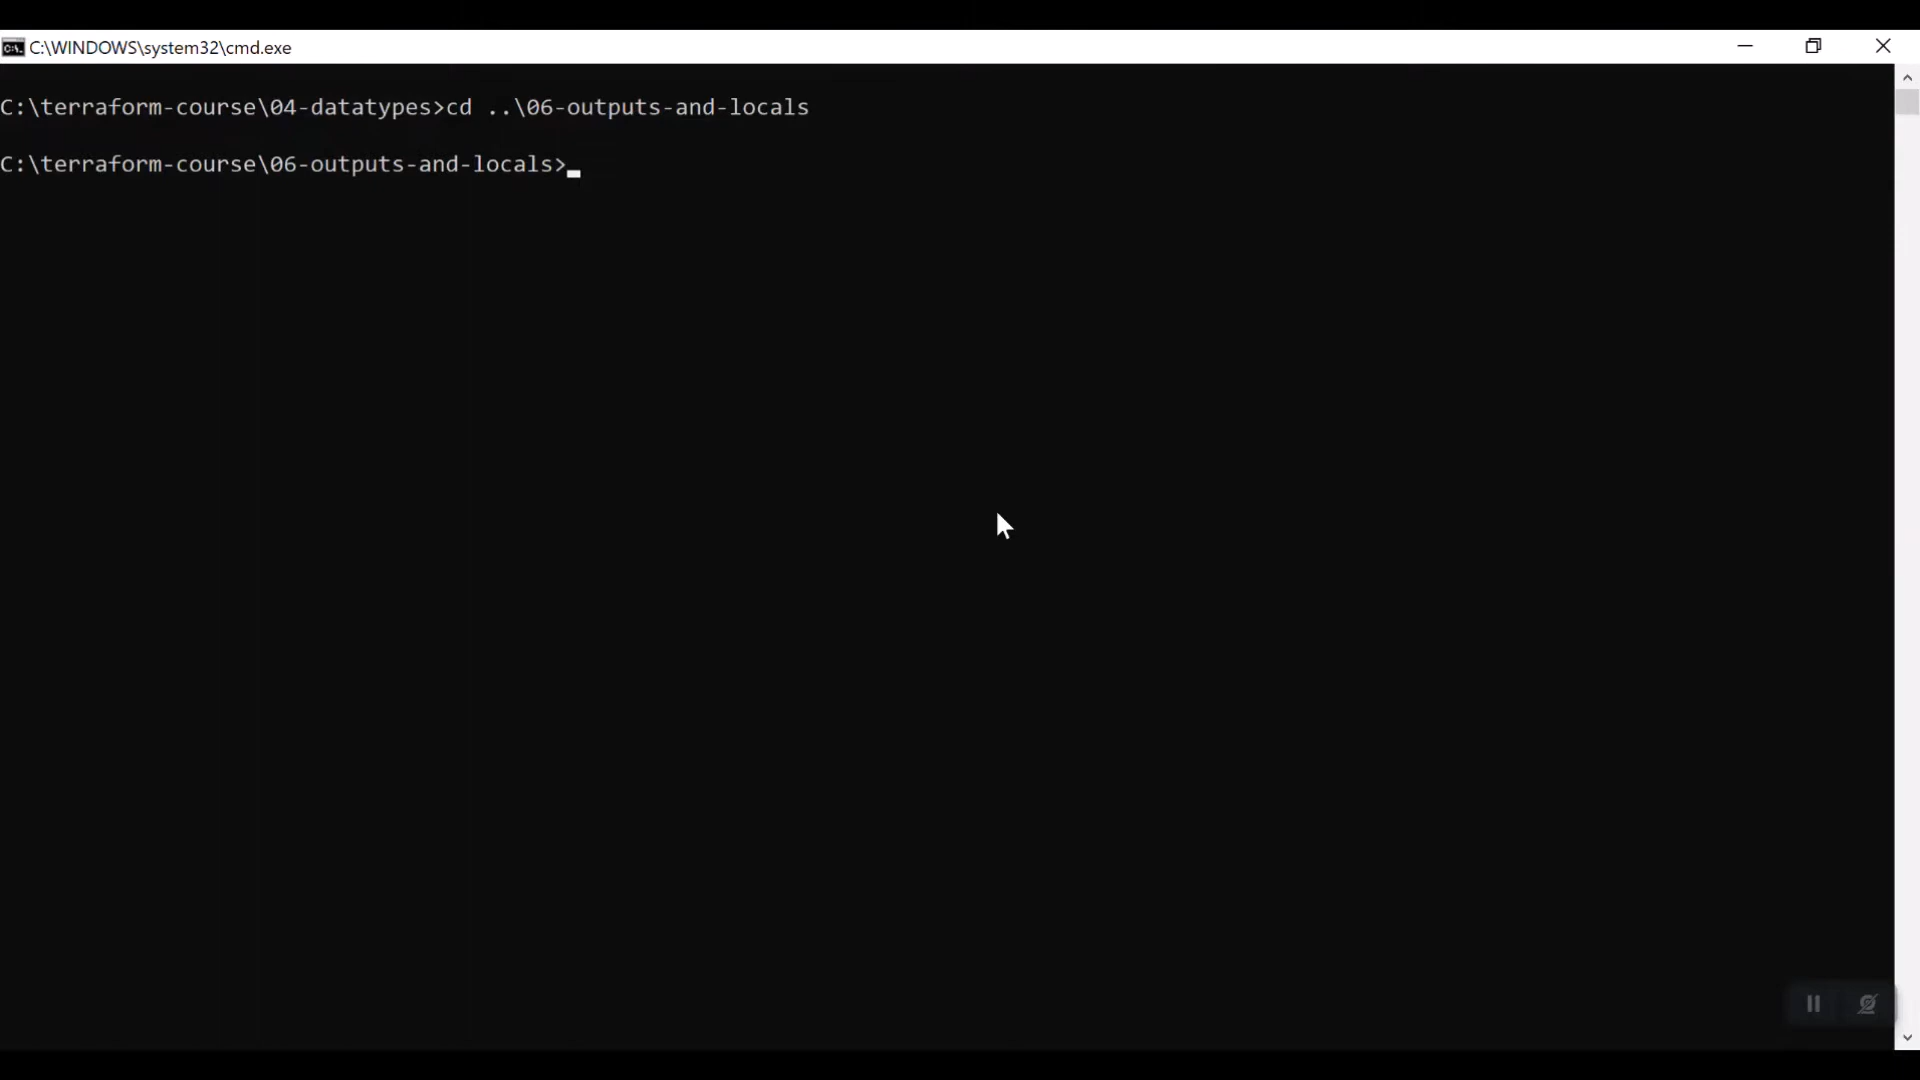 C:\WINDOWS\system32\cmd.exe
C:\terraform-course\04-datatypes>cd ..\06-outputs-and-locals
C:\terraform-course\06-outputs-and-locals>